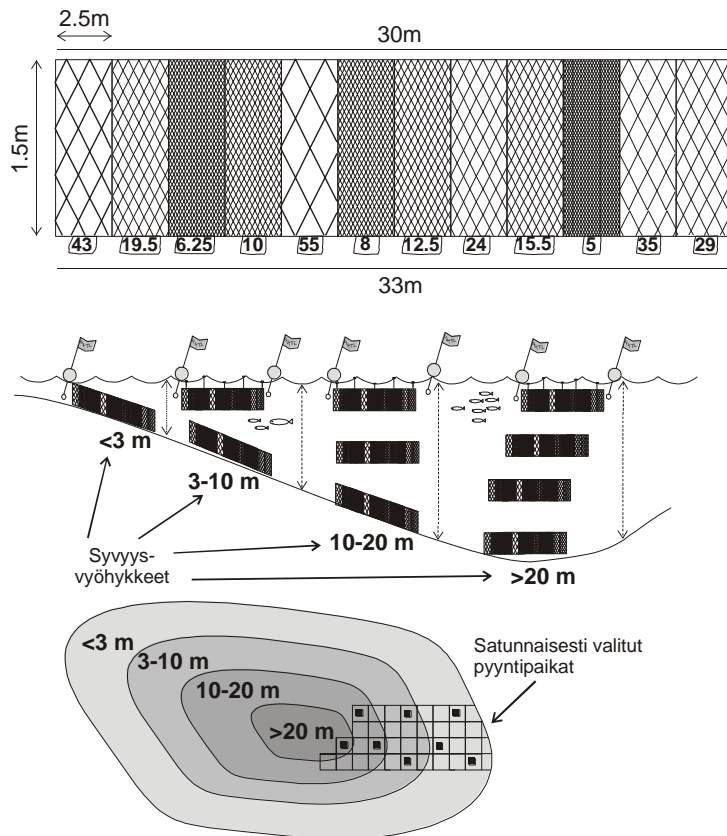 2.5m
30m
1.5m
43 19.5 6.25 10 55 8 12.5 24 15.5 5 35 29
33m
<3 m
3-10 m
10-20 m
>20 m
Syvyys-
vyöhykkeet
<3 m
3-10 m
10-20 m
>20 m
Satunnaisesti valitut
pyyntipaikat